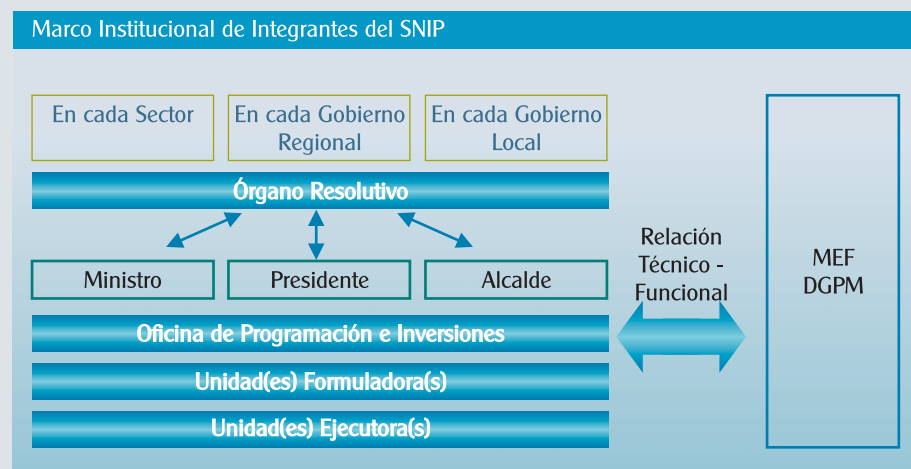 Marco Institucional de Integrantes del SNIP
En cada Sector
En cada Gobierno
Regional
En cada Gobierno
Local
Órgano Resolutivo
Ministro
Presidente
Alcalde
Oficina de Programación e Inversiones
Unidad(es) Formuladora(s)
Unidad(es) Ejecutora(s)
Relación
Técnico -
Funcional
MEF
DGPM